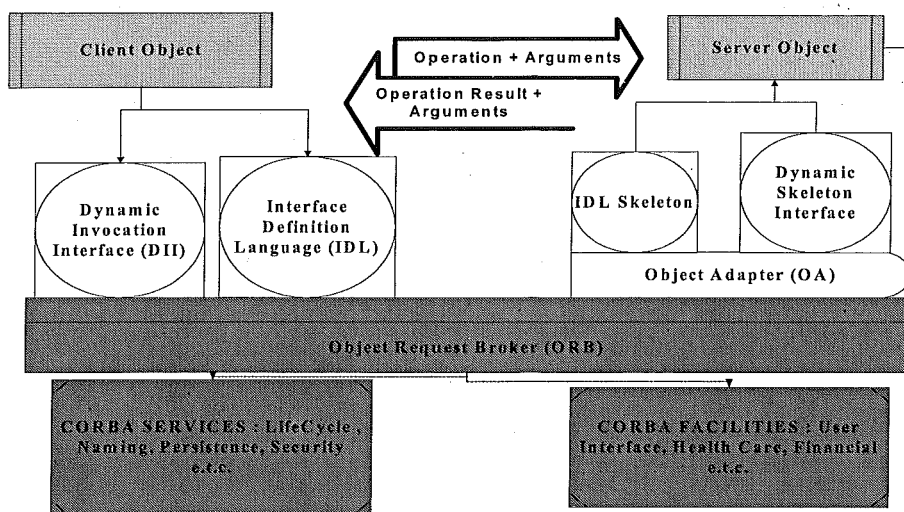 Client Object
Server Object
Operation + Arguments
Operation Result +
Arguments
Dynamic
Invocation
Interface (DII)
Interface
Definition
Language (IDL)
IDL Skeleton
Dynamic
Skeleton
Interface
Object Adapter (OA)
Object Request Broker (ORB)
CORBA SERVICES : LifeCycle ,
Naming, Persistence, Security
e.t.c.
CORBA FACILITIES : User
Interface, Health Care, Financial
e.t.c.